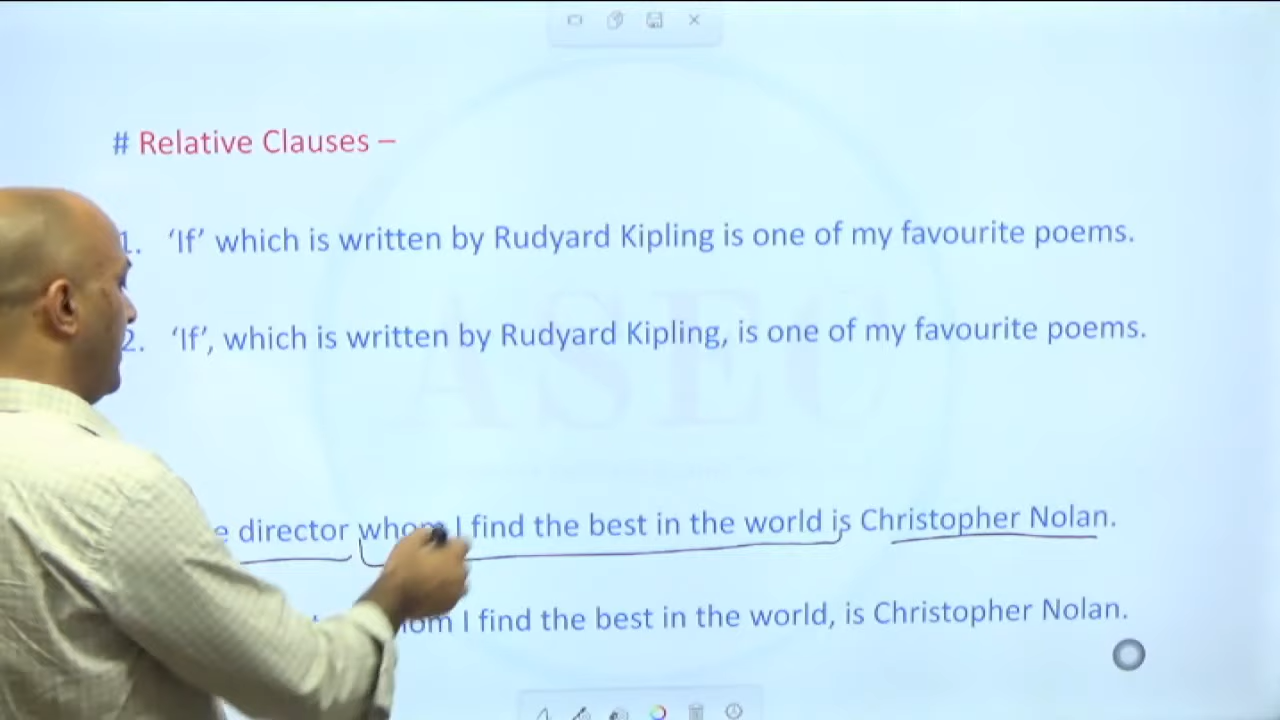 # Relative Clauses –
1. ‘If’ which is written by Rudyard Kipling is one of my favourite poems.
2. ‘If’, which is written by Rudyard Kipling, is one of my favourite poems.
director whom I find the best in the world is Christopher Nolan.
I find the best in the world, is Christopher Nolan.
ASEC